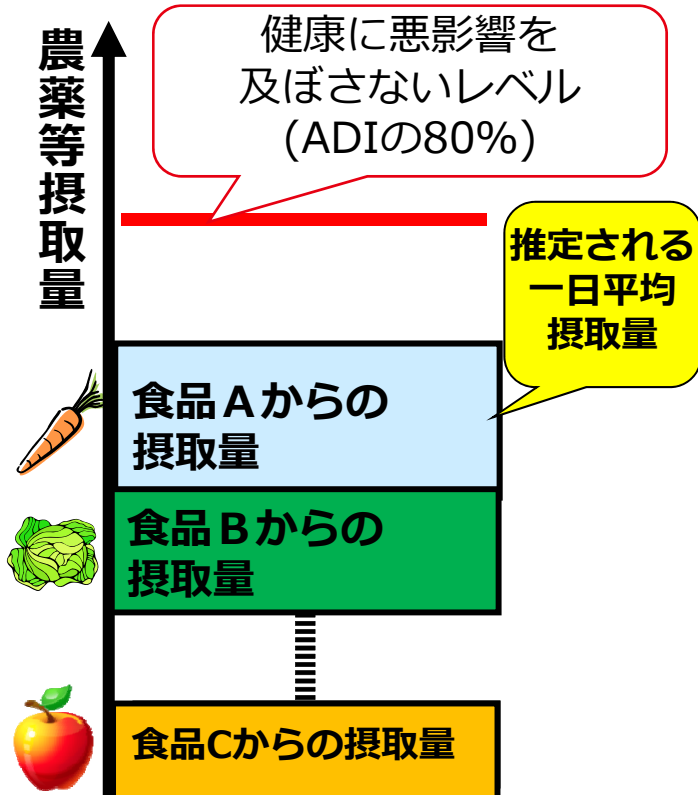 農薬等摂取量
健康に悪影響を
及ぼさないレベル
(ADIの80%)
推定される
一日平均
摂取量
食品Ａからの
摂取量
食品Ｂからの
摂取量
食品Cからの摂取量